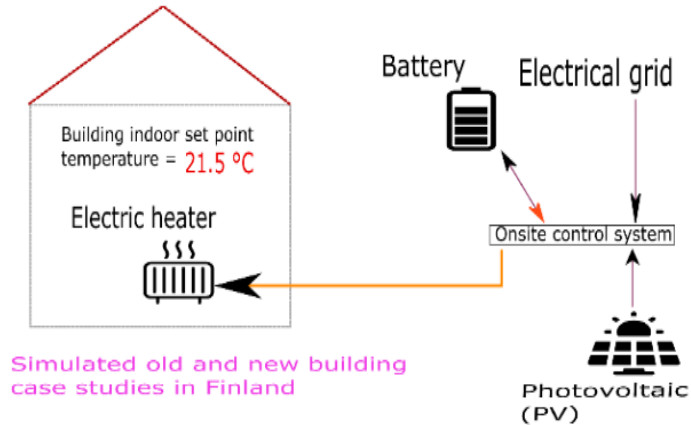 Battery
Electrical grid
Building indoor set point
temperature = 21.5 ºC
Electric heater
Onsite control system
Simulated old and new building
case studies in Finland
Photovoltaic
(PV)